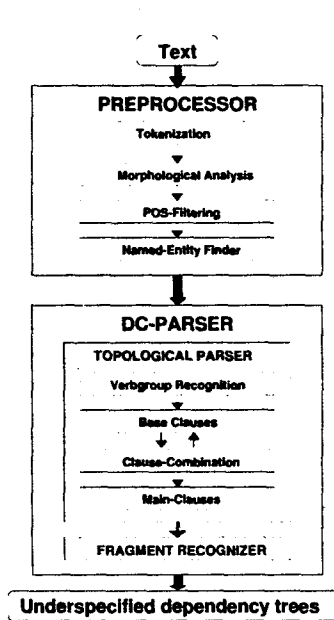 Text
PREPROCESSOR
Tokenization
Morphological Analysis
POS-Filtering
Named-Entity Finder
DC-PARSER
TOPOLOGICAL PARSER
Verbgroup Recognition
Base Clauses
Clause-Combination
Main-Clauses
FRAGMENT RECOGNIZER
Underspecified dependency trees